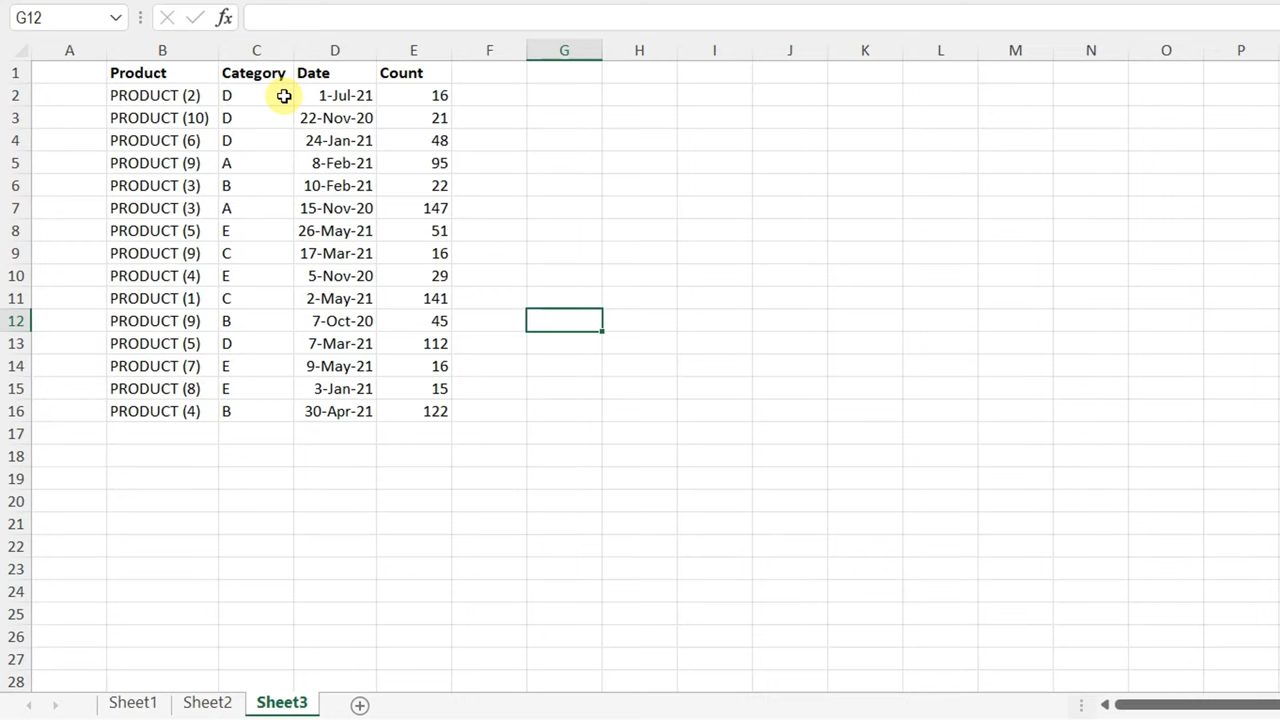 G12
fx
A B C D E F G H I J K L M N O P
1 Product Category Date Count
2 PRODUCT (2) D 1-Jul-21 16
3 PRODUCT (10) D 22-Nov-20 21
4 PRODUCT (6) D 24-Jan-21 48
5 PRODUCT (9) A 8-Feb-21 95
6 PRODUCT (3) B 10-Feb-21 22
7 PRODUCT (3) A 15-Nov-20 147
8 PRODUCT (5) E 26-May-21 51
9 PRODUCT (9) C 17-Mar-21 16
10 PRODUCT (4) E 5-Nov-20 29
11 PRODUCT (1) C 2-May-21 141
12 PRODUCT (9) B 7-Oct-20 45
13 PRODUCT (5) D 7-Mar-21 112
14 PRODUCT (7) E 9-May-21 16
15 PRODUCT (8) E 3-Jan-21 15
16 PRODUCT (4) B 30-Apr-21 122
17
18
19
20
21
22
23
24
25
26
27
28
Sheet1 Sheet2 Sheet3